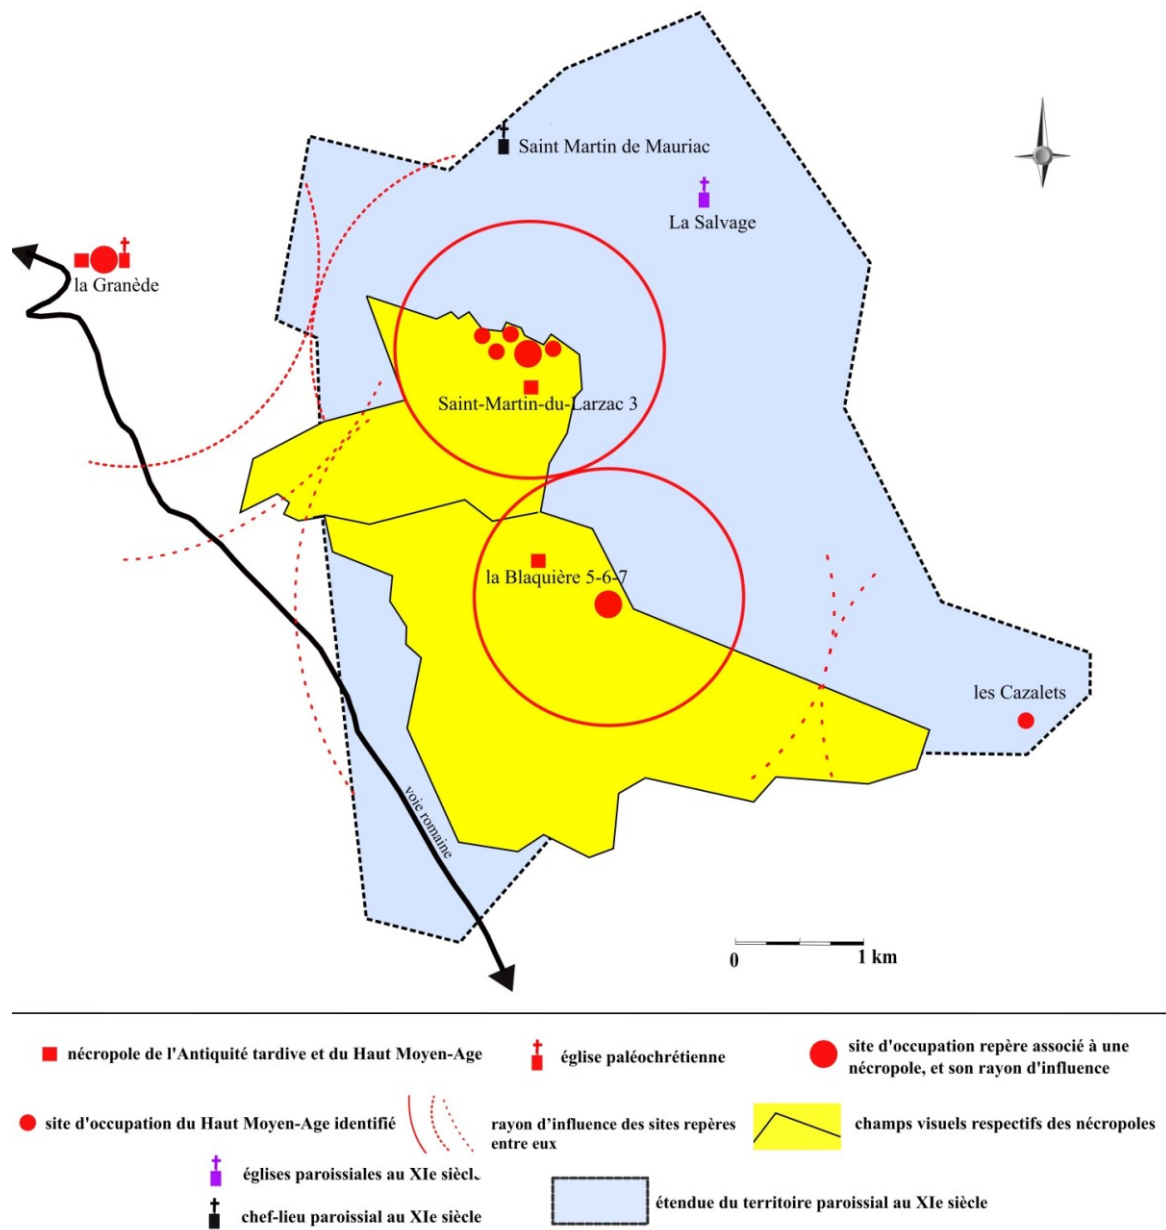 Saint Martin de Mauriac
La Salvage
la Granède
Saint-Martin-du-Larzac 3
la Blaquière 5-6-7
les Cazalets
voie romaine
0
1 km
nécropole de l'Antiquité tardive et du Haut Moyen-Age
église paléochrétienne
site d'occupation repère associé à une
nécropole, et son rayon d'influence
site d'occupation du Haut Moyen-Age identifié
rayon d'influence des sites repères
entre eux
champs visuels respectifs des nécropoles
églises paroissiales au XIe siècle
chef-lieu paroissial au XIe siècle
étendue du territoire paroissial au XIe siècle